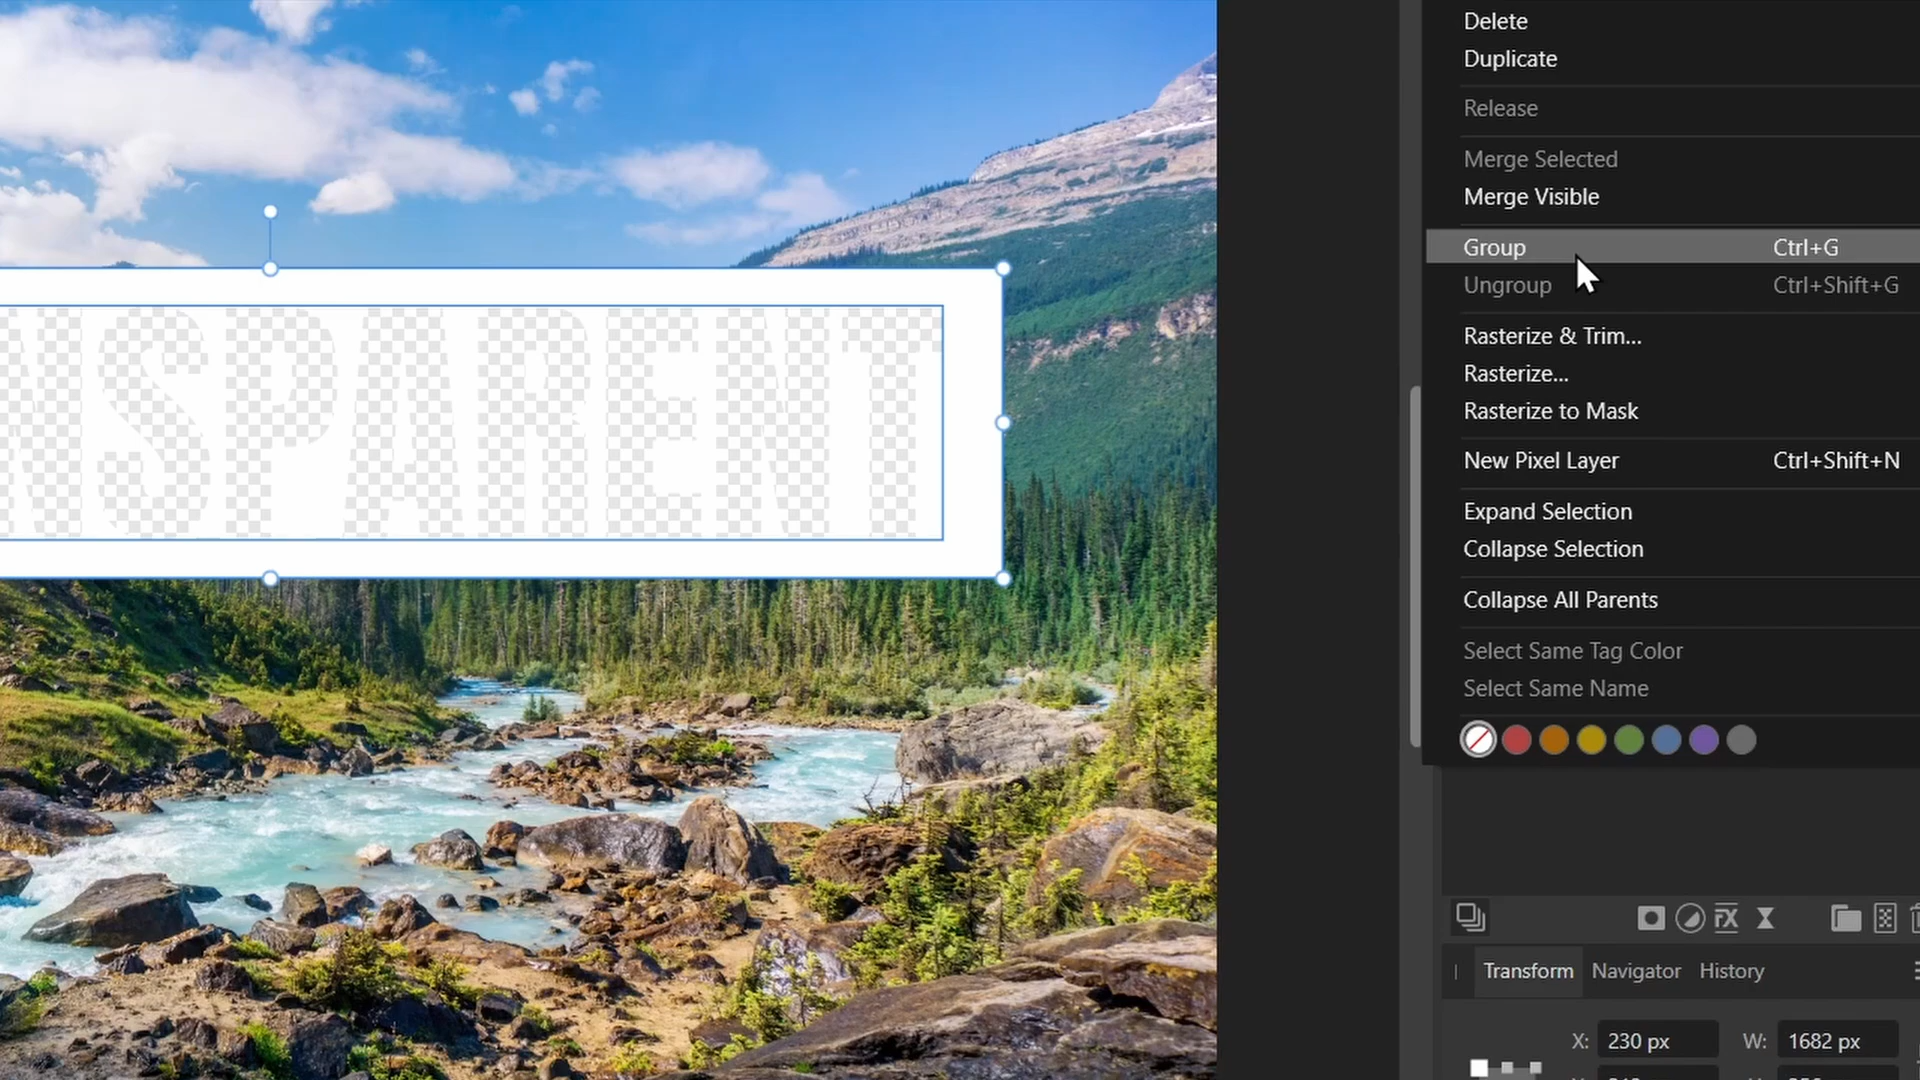 Delete
Duplicate
Release
Merge Selected
Merge Visible
Group Ctrl+G
Ungroup Ctrl+Shift+G
NSPARENT
Rasterize & Trim...
Rasterize...
Rasterize to Mask
New Pixel Layer Ctrl+Shift+N
Expand Selection
Collapse Selection
Collapse All Parents
Select Same Tag Color
Select Same Name
FX
Transform Navigator History
X: 230 px W: 1682 px